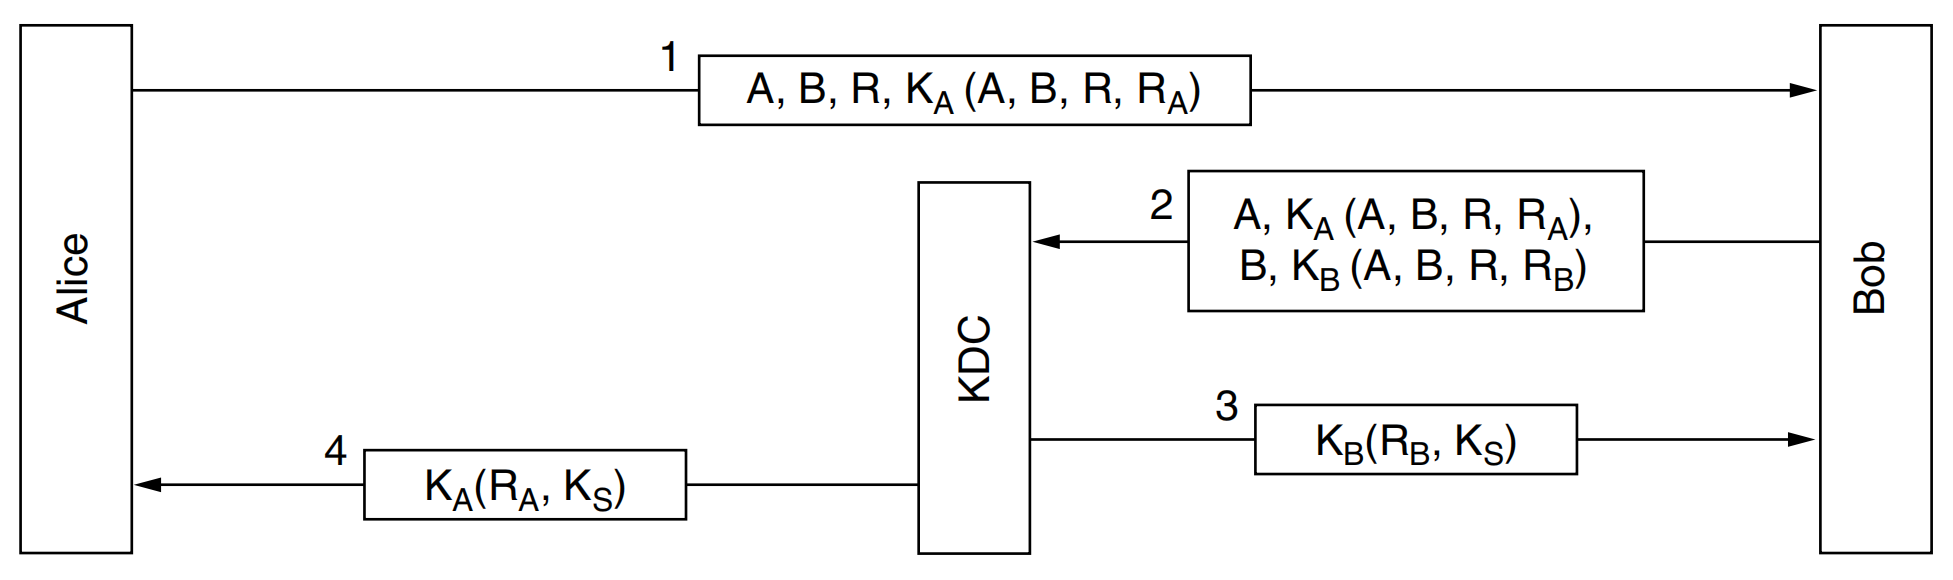 1
A, B, R, K_A (A, B, R, R_A)
2
A, K_A (A, B, R, R_A),
B, K_B (A, B, R, R_B)
Alice
KDC
Bob
3
K_B(R_B, K_S)
4
K_A(R_A, K_S)